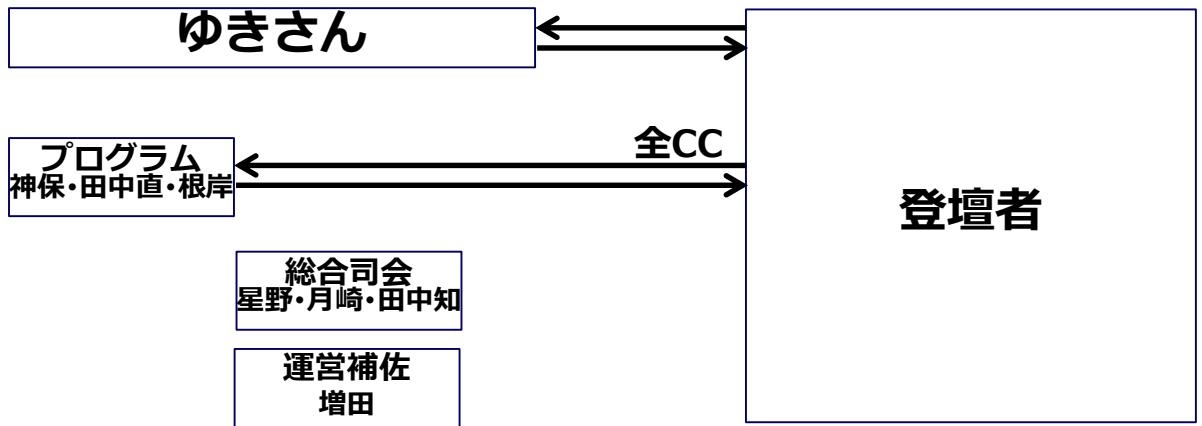 ゆきさん
全CC
プログラム
神保・田中直・根岸
登壇者
総合司会
星野・月崎・田中知
運営補佐
増田